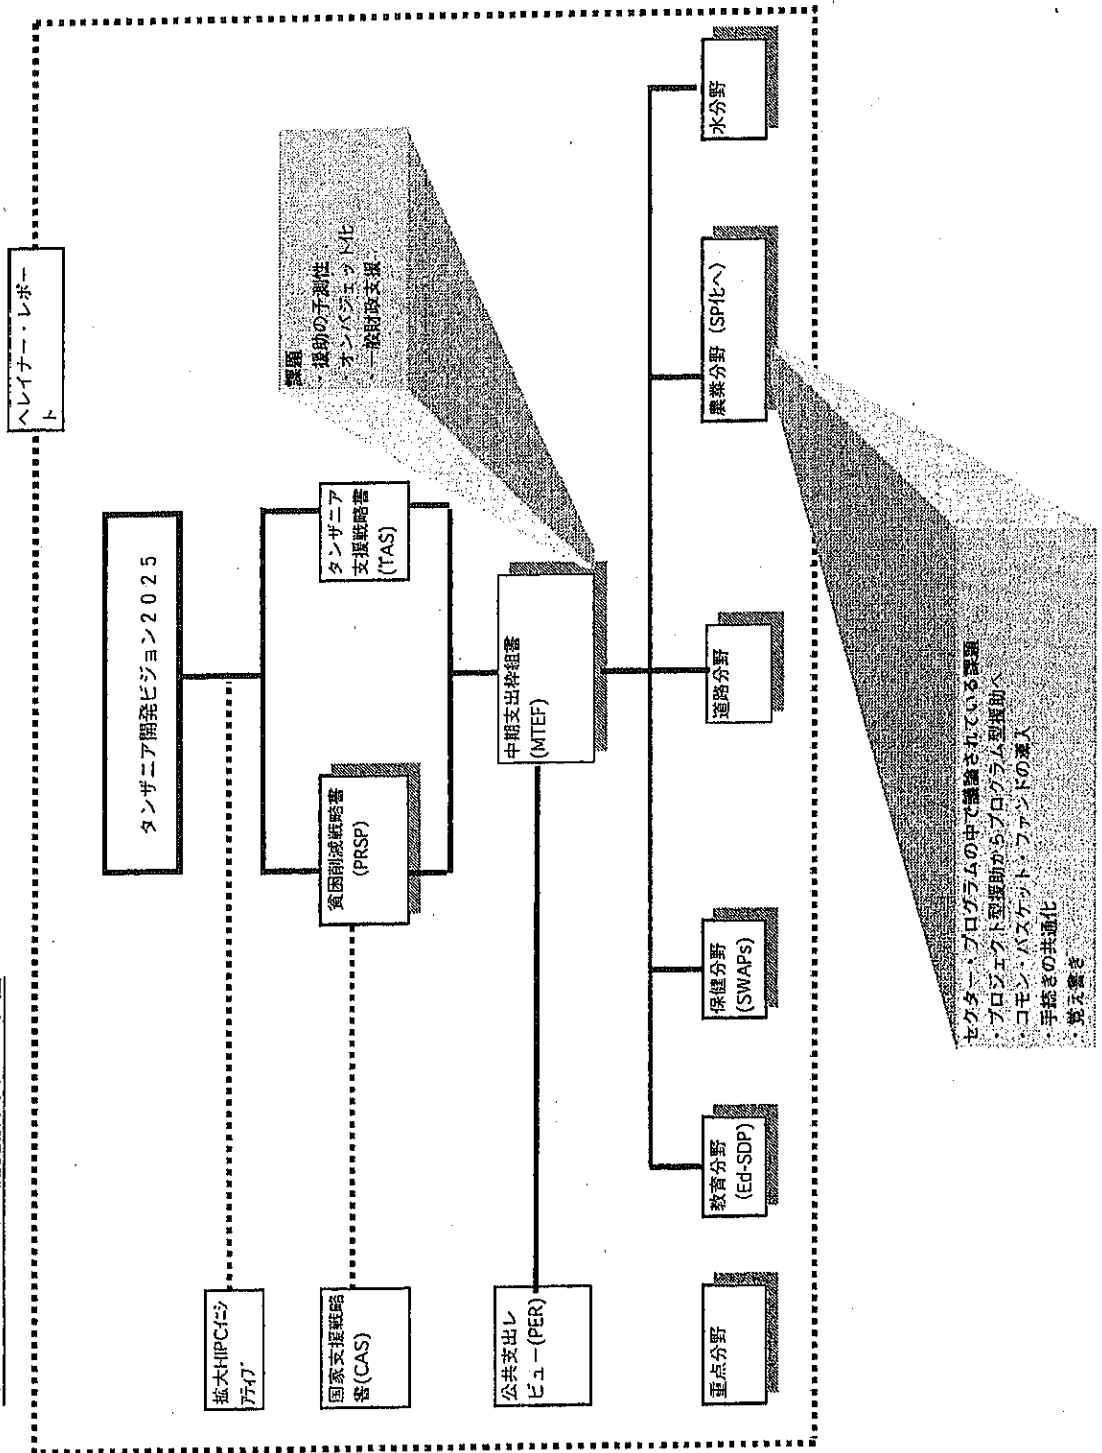 ヘレイナー・レポー
ト
タンザニア開発ビジョン2025
拡大HIPCイニシ
アティブ
国家支援戦略
書(CAS)
貧困削減戦略書
(PRSP)
タンザニア
支援戦略書
(TAS)
課題
・援助の予測性
・オンバジェット化
・一般財政支援
公共支出レ
ビュー(PER)
中期支出枠組書
(MTEF)
重点分野
教育分野
(Ed-SDP)
保健分野
(SWAPs)
道路分野
農業分野(SP化へ)
水分野
セクター・プログラムの中で議論されている課題
・プロジェクト型援助からプログラム型援助へ
・コモン・バスケット・ファンドの導入
・手続きの共通化
・覚え書き